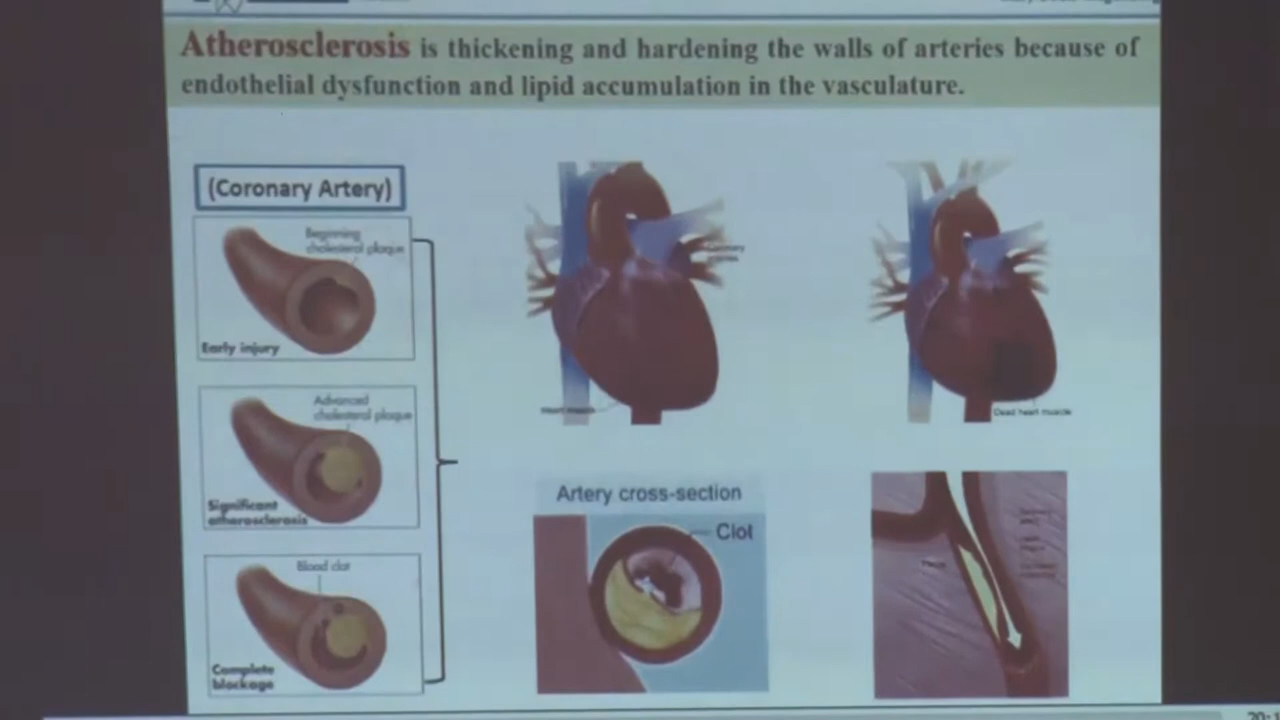 Atherosclerosis is thickening and hardening the walls of arteries because of
endothelial dysfunction and lipid accumulation in the vasculature.
(Coronary Artery)
Beginning
cholesterol plaque
Early injury
Advanced
cholesterol plaque
Significant
atherosclerosis
Blood clot
Complete
blockage
Heart muscle
Dead heart muscle
Artery cross-section
Clot